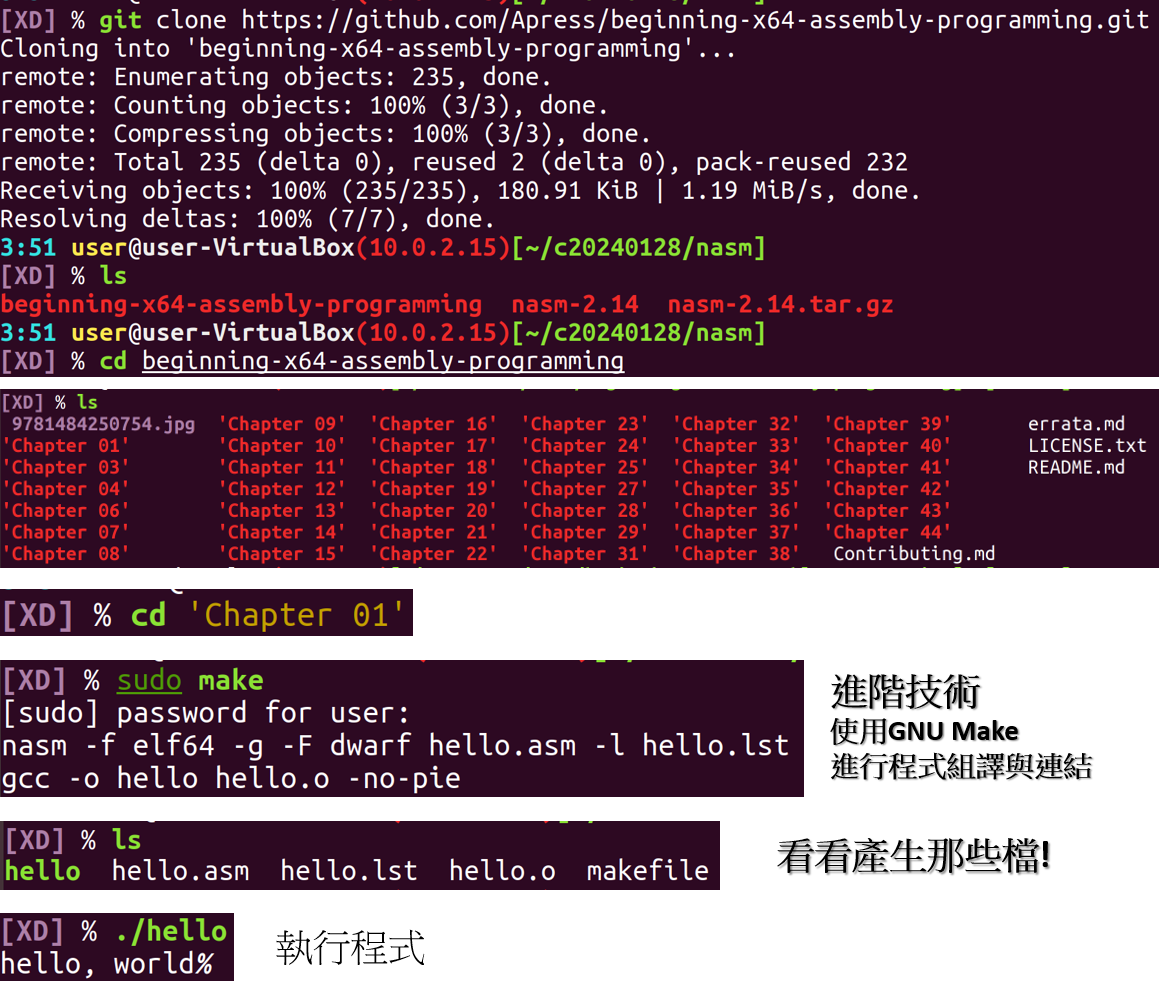 [XD] % git clone https://github.com/Apress/beginning-x64-assembly-programming.git
Cloning into 'beginning-x64-assembly-programming'...
remote: Enumerating objects: 235, done.
remote: Counting objects: 100% (3/3), done.
remote: Compressing objects: 100% (3/3), done.
remote: Total 235 (delta 0), reused 2 (delta 0), pack-reused 232
Receiving objects: 100% (235/235), 180.91 KiB | 1.19 MiB/s, done.
Resolving deltas: 100% (7/7), done.
3:51 user@user-VirtualBox(10.0.2.15)[~/c20240128/nasm]
[XD] % ls
beginning-x64-assembly-programming nasm-2.14 nasm-2.14.tar.gz
3:51 user@user-VirtualBox(10.0.2.15)[~/c20240128/nasm]
[XD] % cd beginning-x64-assembly-programming
[XD] % ls
9781484250754.jpg 'Chapter 09' 'Chapter 16' 'Chapter 23' 'Chapter 32' 'Chapter 39' errata.md
'Chapter 01' 'Chapter 10' 'Chapter 17' 'Chapter 24' 'Chapter 33' 'Chapter 40' LICENSE.txt
'Chapter 03' 'Chapter 11' 'Chapter 18' 'Chapter 25' 'Chapter 34' 'Chapter 41' README.md
'Chapter 04' 'Chapter 12' 'Chapter 19' 'Chapter 27' 'Chapter 35' 'Chapter 42'
'Chapter 06' 'Chapter 13' 'Chapter 20' 'Chapter 28' 'Chapter 36' 'Chapter 43'
'Chapter 07' 'Chapter 14' 'Chapter 21' 'Chapter 29' 'Chapter 37' 'Chapter 44'
'Chapter 08' 'Chapter 15' 'Chapter 22' 'Chapter 31' 'Chapter 38' Contributing.md
[XD] % cd 'Chapter 01'
[XD] % sudo make
[sudo] password for user:
nasm -f elf64 -g -F dwarf hello.asm -l hello.lst
gcc -o hello hello.o -no-pie
進階技術
使用GNU Make
進行程式組譯與連結
[XD] % ls
hello hello.asm hello.lst hello.o makefile
看看產生那些檔!
[XD] % ./hello
hello, world%
執行程式